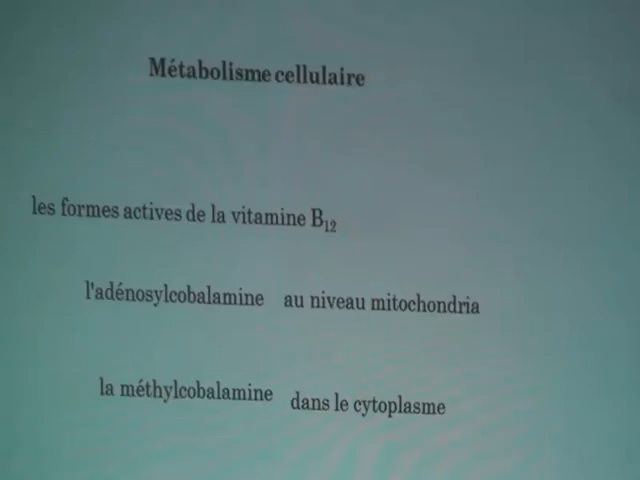 Métabolisme cellulaire
les formes actives de la vitamine B₁₂
l'adénosylcobalamine au niveau mitochondria
la méthylcobalamine dans le cytoplasme